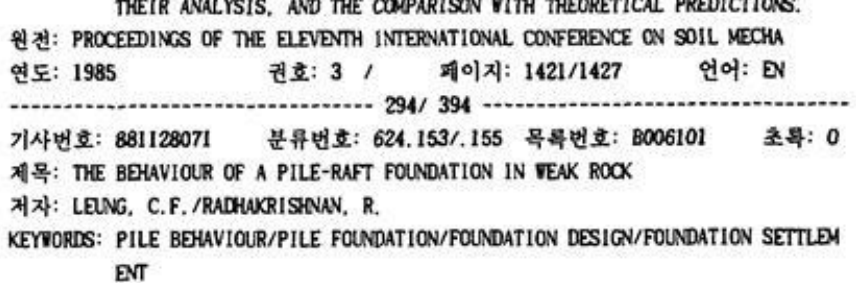 THEIR ANALYSIS, AND THE COMPARISON WITH THEORETICAL PREDICTIONS.
원전: PROCEEDINGS OF THE ELEVENTH INTERNATIONAL CONFERENCE ON SOIL MECHA
연도: 1985 권호: 3 / 페이지: 1421/1427 언어: EN
---------------------------------- 294/ 394 ----------------------------------
기사번호: 881128071 분류번호: 624.153/.155 목록번호: B006101 초록: 0
제목: THE BEHAVIOUR OF A PILE-RAFT FOUNDATION IN WEAK ROCK
저자: LEUNG, C.F./RADHAKRISHNAN, R.
KEYWORDS: PILE BEHAVIOUR/PILE FOUNDATION/FOUNDATION DESIGN/FOUNDATION SETTLEM
ENT